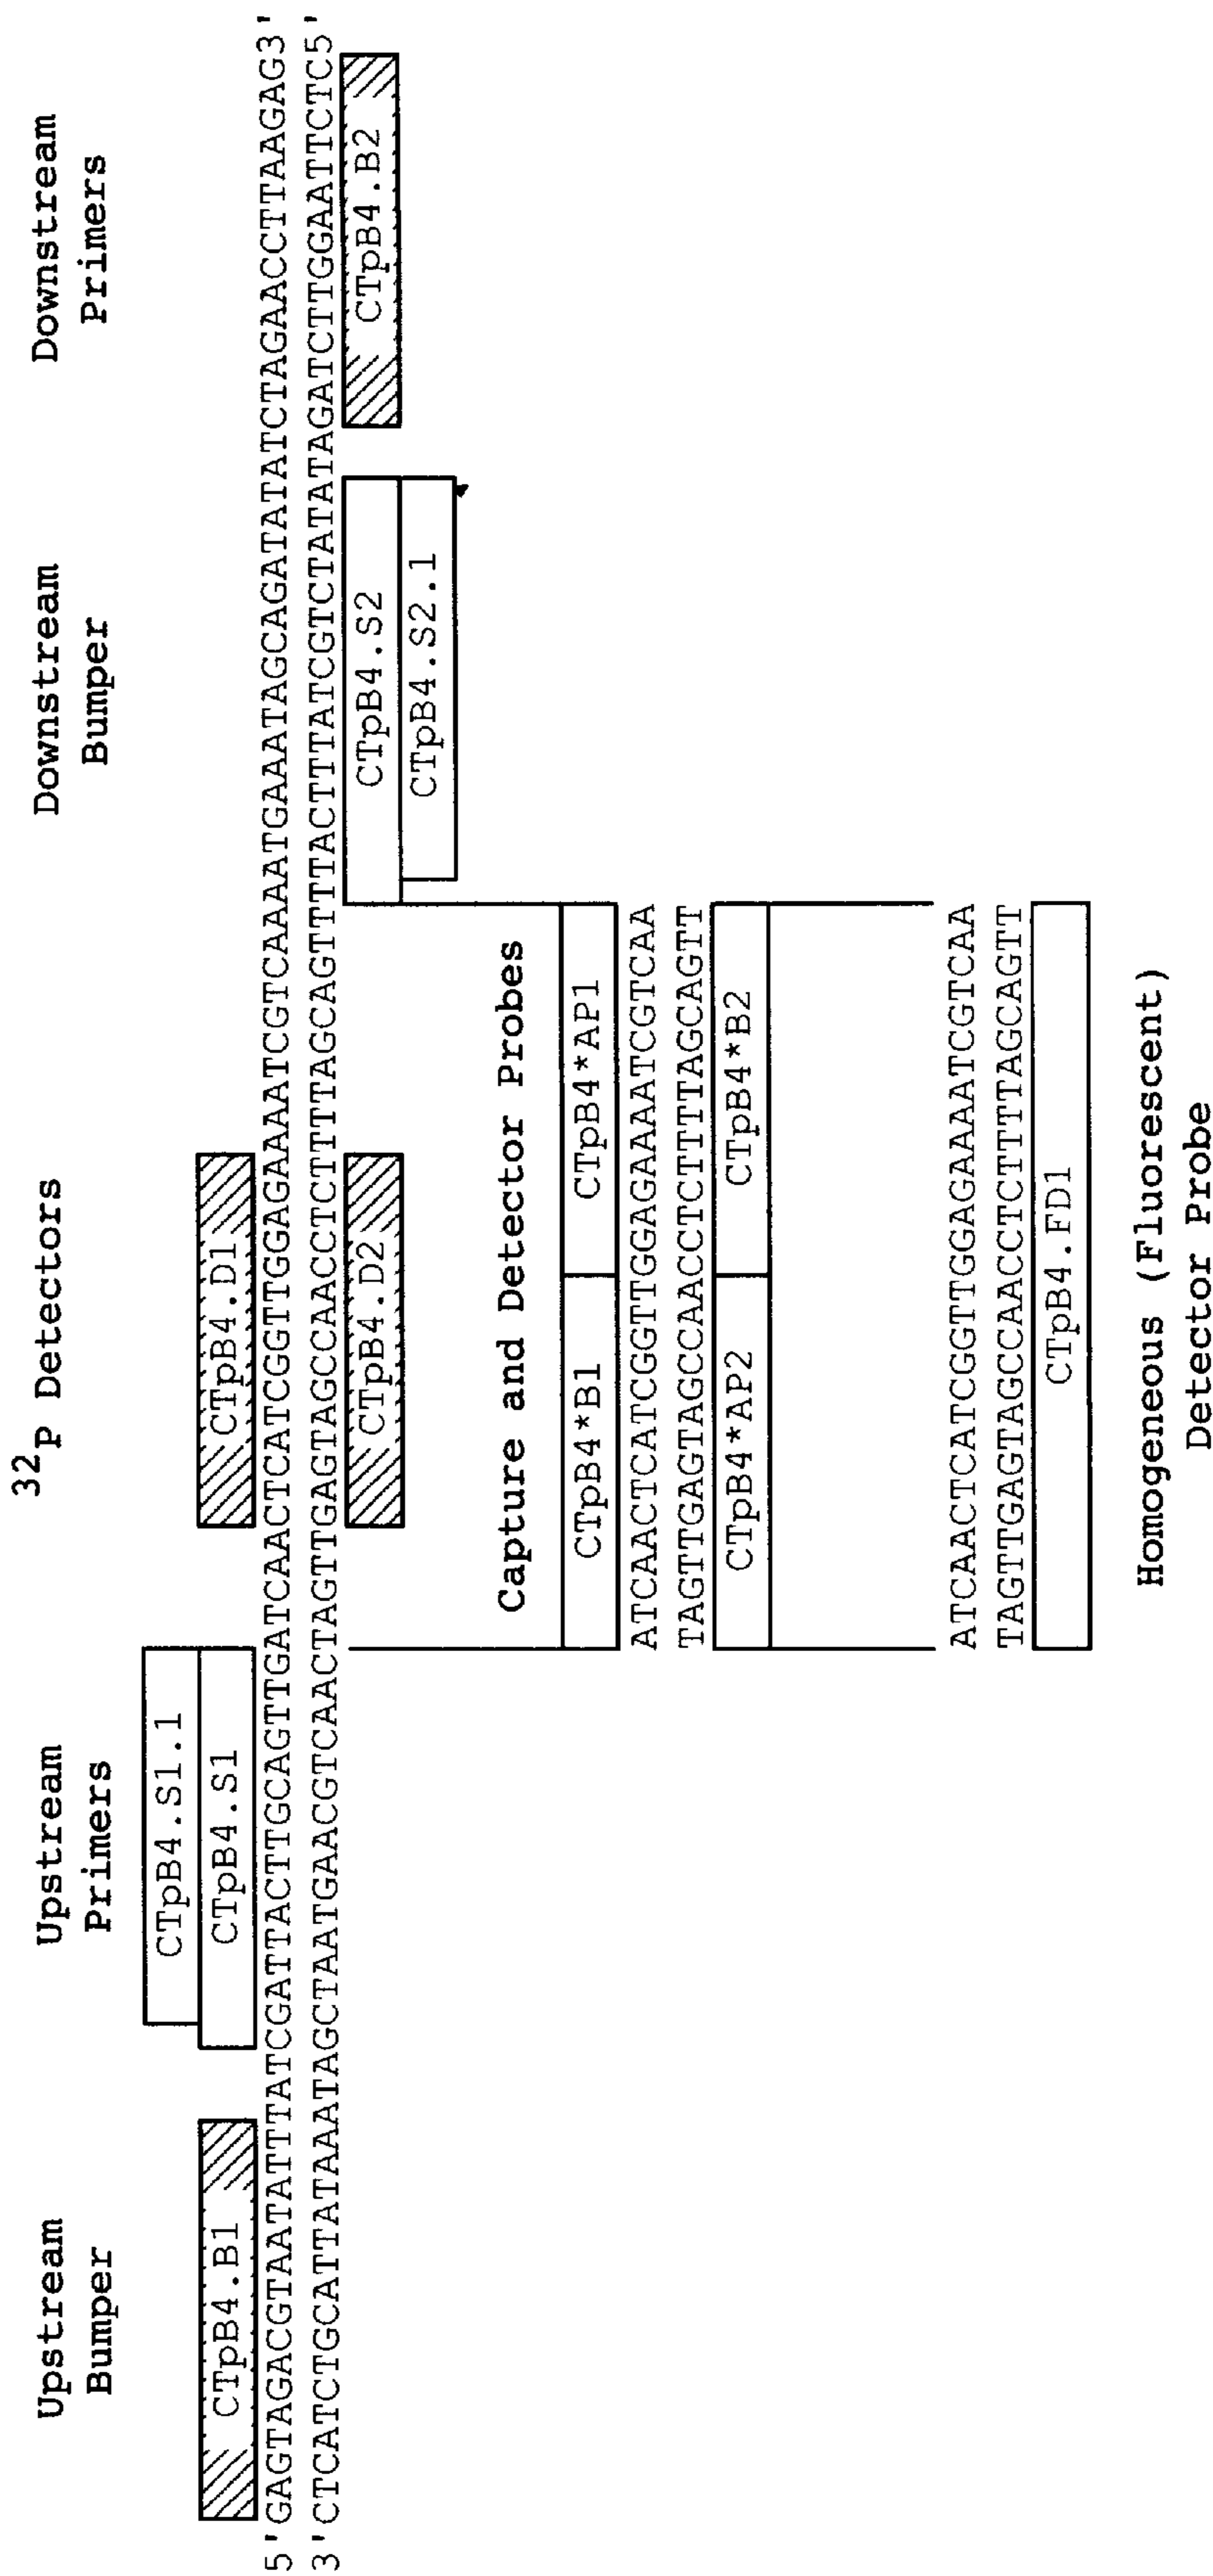 Upstream
Bumper
Upstream
Primers
³²P Detectors
Downstream
Bumper
Downstream
Primers
CTpB4.S1.1
CTpB4.B1
CTpB4.S1
CTpB4.D1
5'GAGTAGACGTAATATTTATCGATTACTTGCAGTTGATCAACTCATCGGTTGGAGAAAATCGTCAAAATGAAATAGCAGATATATCTAGAACCTTAAGAG3'
3'CTCATCTGCATTATAAATAGCTAATGAACGTCAACTAGTTGAGTAGCCAACCTCTTTTAGCAGTTTTACTTTATCGTCTATATAGATCTTGGAATTCTC5'
CTpB4.D2
CTpB4.S2
CTpB4.B2
CTpB4.S2.1
Capture and Detector Probes
CTpB4*B1
CTpB4*AP1
ATCAACTCATCGGTTGGAGAAAATCGTCAA
TAGTTGAGTAGCCAACCTCTTTTAGCAGTT
CTpB4*AP2
CTpB4*B2
ATCAACTCATCGGTTGGAGAAAATCGTCAA
TAGTTGAGTAGCCAACCTCTTTTAGCAGTT
CTpB4.FD1
Homogeneous (Fluorescent)
Detector Probe